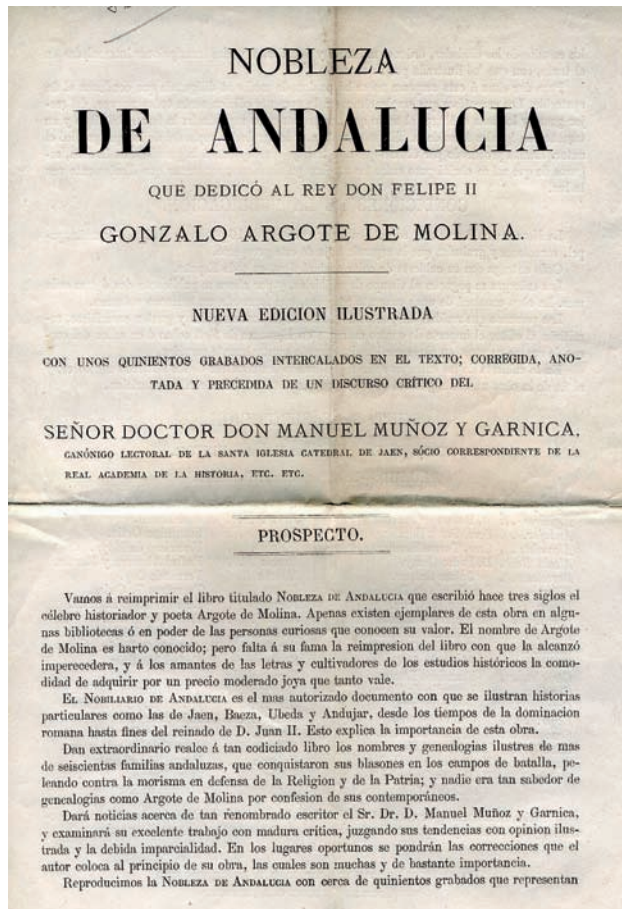 NOBLEZA
DE ANDALUCIA
QUE DEDICÓ AL REY DON FELIPE II
GONZALO ARGOTE DE MOLINA.
NUEVA EDICION ILUSTRADA
CON UNOS QUINIENTOS GRABADOS INTERCALADOS EN EL TEXTO; CORREGIDA, ANO-
TADA Y PRECEDIDA DE UN DISCURSO CRÍTICO DEL
SEÑOR DOCTOR DON MANUEL MUÑOZ Y GARNICA,
CANÓNIGO LECTORAL DE LA SANTA IGLESIA CATEDRAL DE JAEN, SÓCIO CORRESPONDIENTE DE LA
REAL ACADEMIA DE LA HISTORIA, ETC. ETC.
PROSPECTO.
Vamos á reimprimir el libro titulado NOBLEZA DE ANDALUCIA que escribió hace tres siglos el
célebre historiador y poeta Argote de Molina. Apenas existen ejemplares de esta obra en algu-
nas bibliotecas ó en poder de las personas curiosas que conocen su valor. El nombre de Argote
de Molina es harto conocido; pero falta á su fama la reimpresion del libro con que la alcanzó
imperecedera, y á los amantes de las letras y cultivadores de los estudios históricos la como-
didad de adquirir por un precio moderado joya que tanto vale.
EL NOBILIARIO DE ANDALUCIA es el mas autorizado documento con que se ilustran historias
particulares como las de Jaen, Baeza, Ubeda y Andujar, desde los tiempos de la dominacion
romana hasta fines del reinado de D. Juan II. Esto explica la importancia de esta obra.
Dan extraordinario realce á tan codiciado libro los nombres y genealogias ilustres de mas
de seiscientas familias andaluzas, que conquistaron sus blasones en los campos de batalla, pe-
leando contra la morisma en defensa de la Religion y de la Patria; y nadie era tan sabedor de
genealogias como Argote de Molina por confesion de sus contemporáneos.
Dará noticias acerca de tan renombrado escritor el Sr. Dr. D. Manuel Muñoz y Garnica,
y examinará su excelente trabajo con madura crítica, juzgando sus tendencias con opinion ilus-
trada y la debida imparcialidad. En los lugares oportunos se pondrán las correcciones que el
autor coloca al principio de su obra, las cuales son muchas y de bastante importancia.
Reproducimos la NOBLEZA DE ANDALUCIA con cerca de quinientos grabados que representan